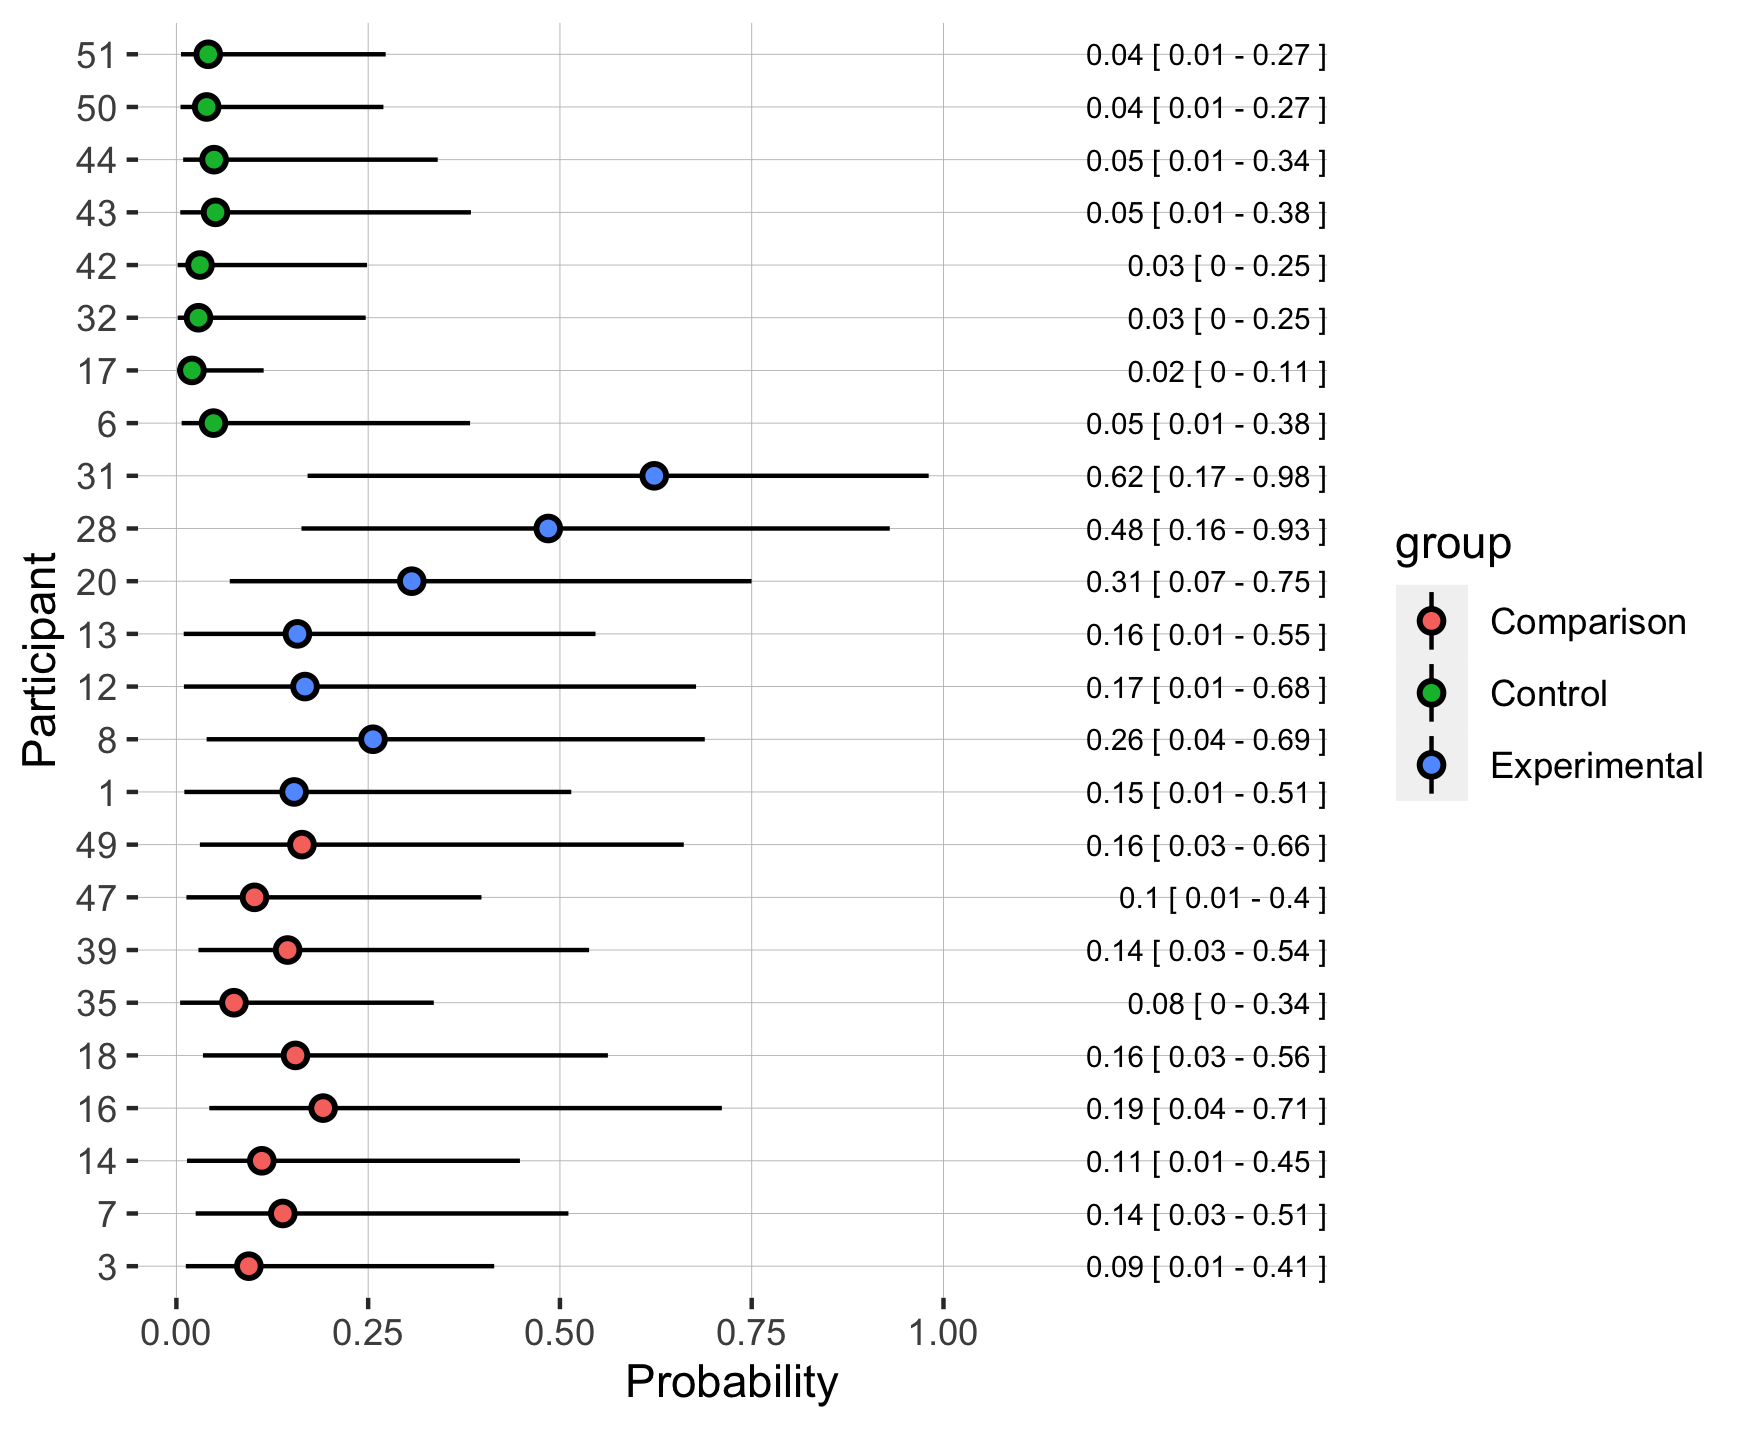 51 0.04 [ 0.01 - 0.27 ]
50 0.04 [ 0.01 - 0.27 ]
44 0.05 [ 0.01 - 0.34 ]
43 0.05 [ 0.01 - 0.38 ]
42 0.03 [ 0 - 0.25 ]
32 0.03 [ 0 - 0.25 ]
17 0.02 [ 0 - 0.11 ]
6 0.05 [ 0.01 - 0.38 ]
31 0.62 [ 0.17 - 0.98 ]
28 0.48 [ 0.16 - 0.93 ]
20 0.31 [ 0.07 - 0.75 ]
13 0.16 [ 0.01 - 0.55 ]
12 0.17 [ 0.01 - 0.68 ]
8 0.26 [ 0.04 - 0.69 ]
1 0.15 [ 0.01 - 0.51 ]
49 0.16 [ 0.03 - 0.66 ]
47 0.1 [ 0.01 - 0.4 ]
39 0.14 [ 0.03 - 0.54 ]
35 0.08 [ 0 - 0.34 ]
18 0.16 [ 0.03 - 0.56 ]
16 0.19 [ 0.04 - 0.71 ]
14 0.11 [ 0.01 - 0.45 ]
7 0.14 [ 0.03 - 0.51 ]
3 0.09 [ 0.01 - 0.41 ]
Participant
0.00 0.25 0.50 0.75 1.00
Probability
group
Comparison
Control
Experimental